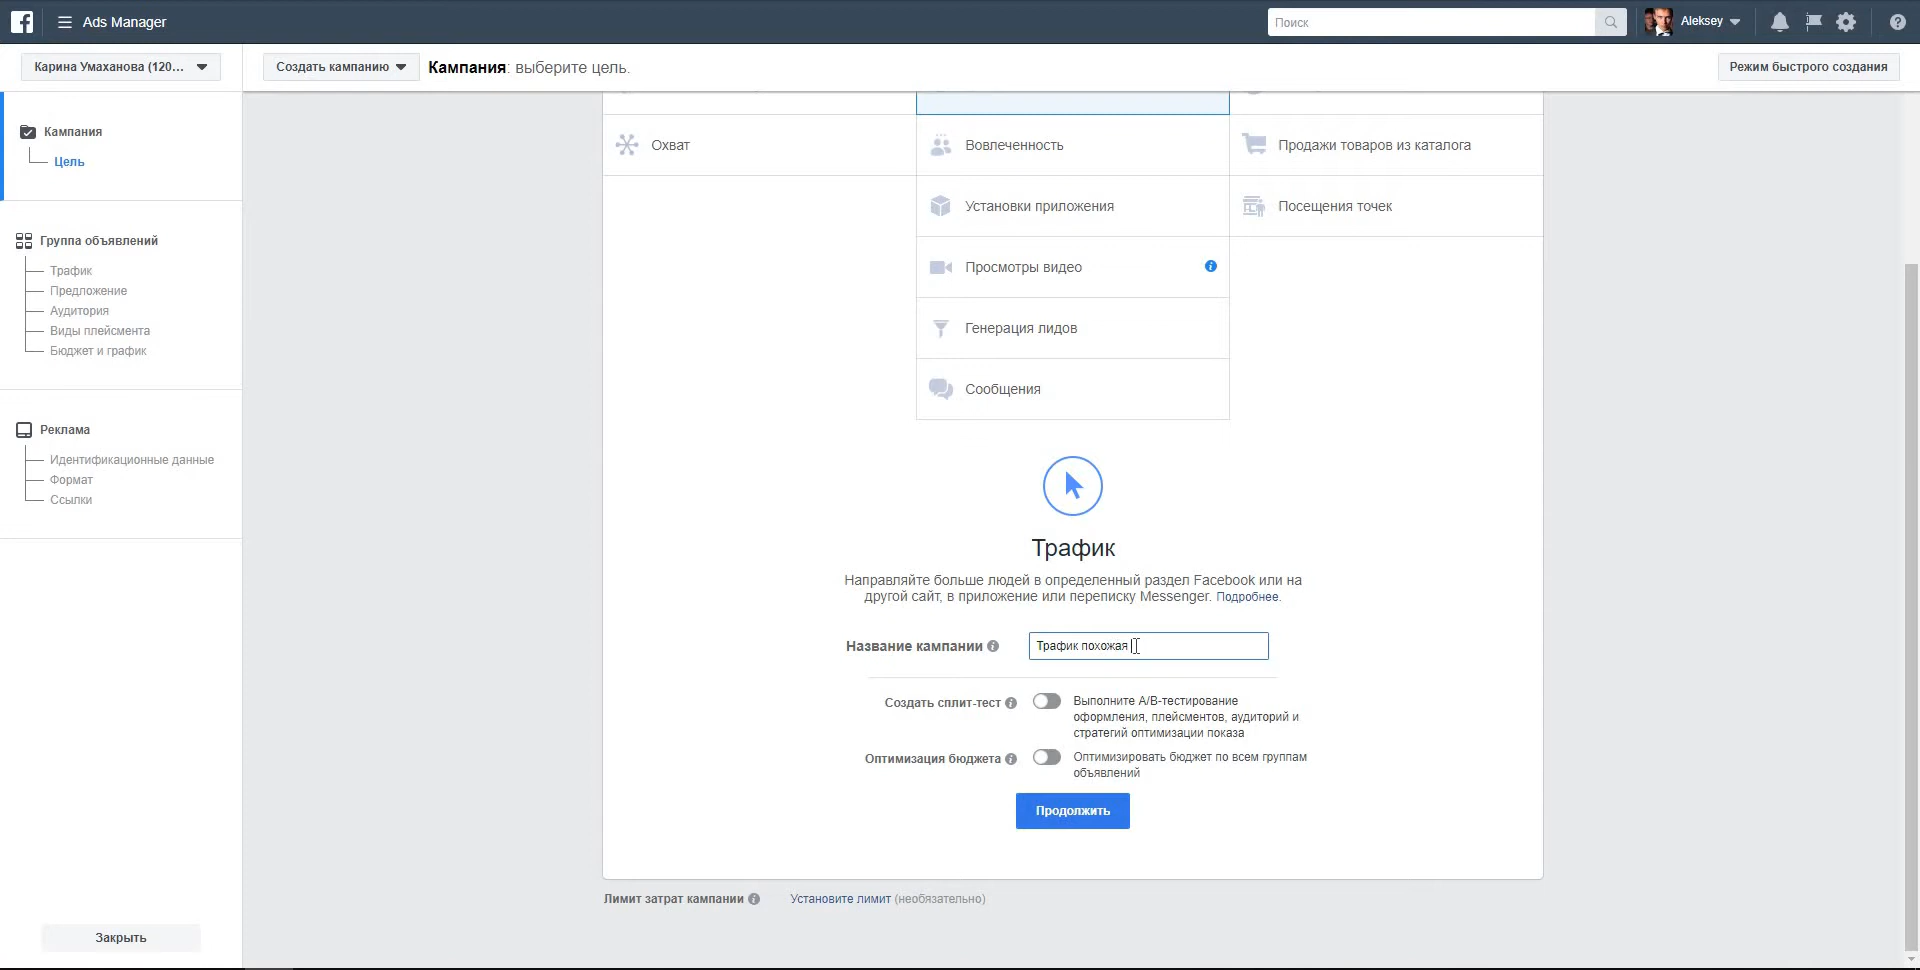 Ads Manager
Поиск
Aleksey
Карина Умаханова (120...
Создать кампанию
Кампания: выберите цель.
Режим быстрого создания
Кампания
Цель
Группа объявлений
Трафик
Предложение
Аудитория
Виды плейсмента
Бюджет и график
Реклама
Идентификационные данные
Формат
Ссылки
Закрыть
Охват
Вовлеченность
Продажи товаров из каталога
Установки приложения
Посещения точек
Просмотры видео
Генерация лидов
Сообщения
Трафик
Направляйте больше людей в определенный раздел Facebook или на
другой сайт, в приложение или переписку Messenger. Подробнее.
Название кампании
Трафик похожая
Создать сплит-тест
Выполните A/B-тестирование
оформления, плейсментов, аудиторий и
стратегий оптимизации показа
Оптимизация бюджета
Оптимизировать бюджет по всем группам
объявлений
Продолжить
Лимит затрат кампании
Установите лимит (необязательно)